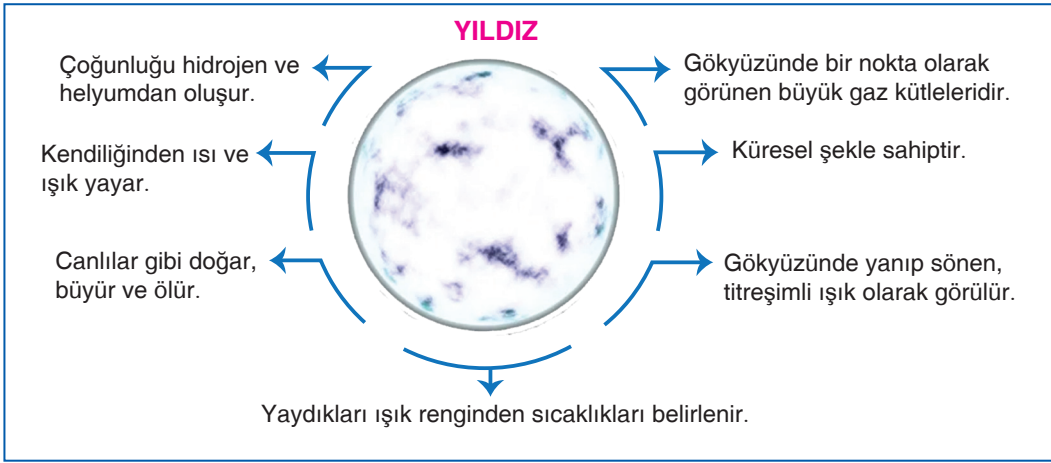 YILDIZ
Çoğunluğu hidrojen ve
helyumdan oluşur.
Kendiliğinden ısı ve
ışık yayar.
Canlılar gibi doğar,
büyür ve ölür.
Gökyüzünde bir nokta olarak
görünen büyük gaz kütleleridir.
Küresel şekle sahiptir.
Gökyüzünde yanıp sönen,
titreşimli ışık olarak görülür.
Yaydıkları ışık renginden sıcaklıkları belirlenir.